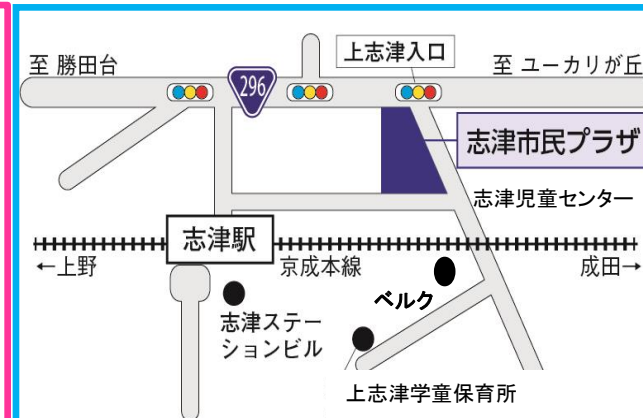 上志津入口
至 勝田台
至 ユーカリが丘
296
志津市民プラザ
志津児童センター
志津駅
←上野
京成本線
成田→
ベルク
志津ステー
ションビル
上志津学童保育所